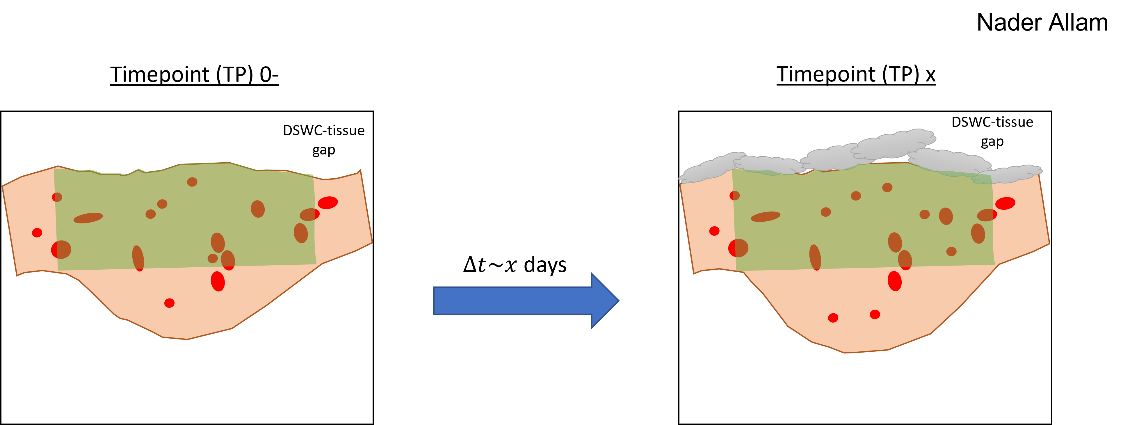 Nader Allam
Timepoint (TP) 0-
Timepoint (TP) x
DSWC-tissue
gap
DSWC-tissue
gap
Δt~x days